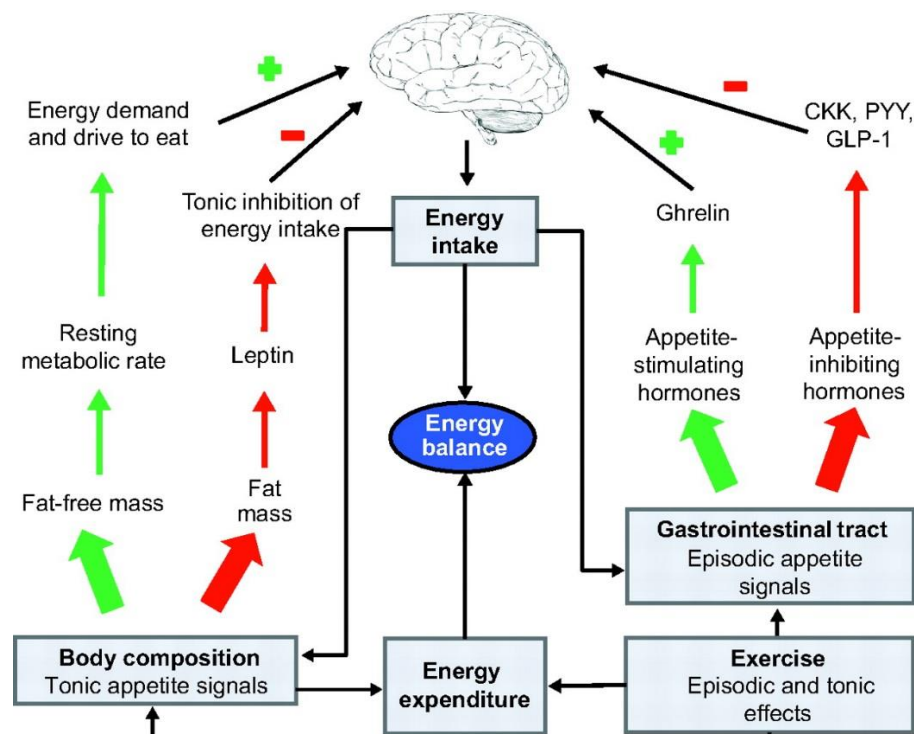 Energy demand
and drive to eat
Tonic inhibition of
energy intake
Energy
intake
Ghrelin
CKK, PYY,
GLP-1
Resting
metabolic rate
Leptin
Appetite-
stimulating
hormones
Appetite-
inhibiting
hormones
Energy
balance
Fat-free mass
Fat
mass
Gastrointestinal tract
Episodic appetite
signals
Body composition
Tonic appetite signals
Energy
expenditure
Exercise
Episodic and tonic
effects